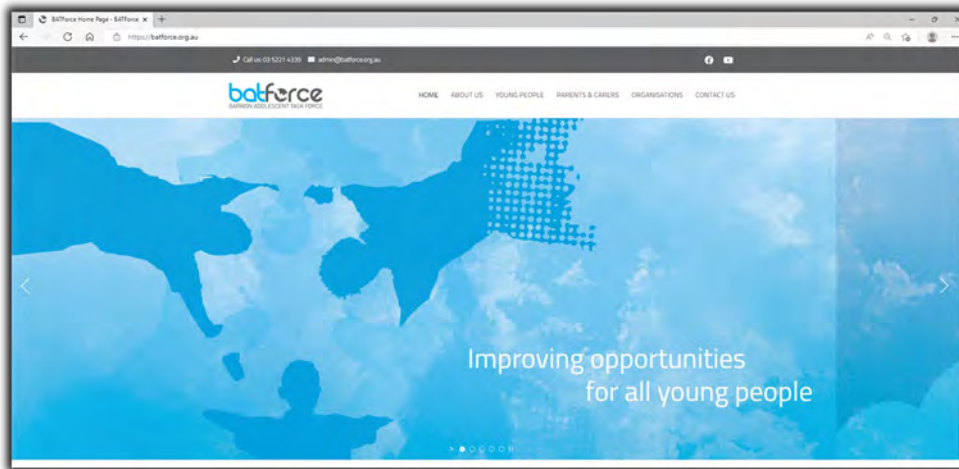 BATForce Home Page - BATForce
https://batforce.org.au
Call us: 03 5221 4330 admin@batforce.org.au
batforce
BARWON ADOLESCENT TASK FORCE
HOME ABOUT US YOUNG PEOPLE PARENTS & CARERS ORGANISATIONS CONTACT US
Improving opportunities
for all young people